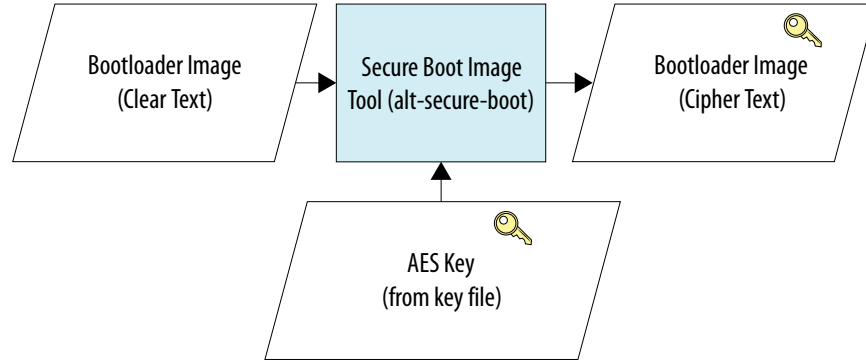 Bootloader Image
(Clear Text)
Secure Boot Image
Tool (alt-secure-boot)
Bootloader Image
(Cipher Text)
AES Key
(from key file)